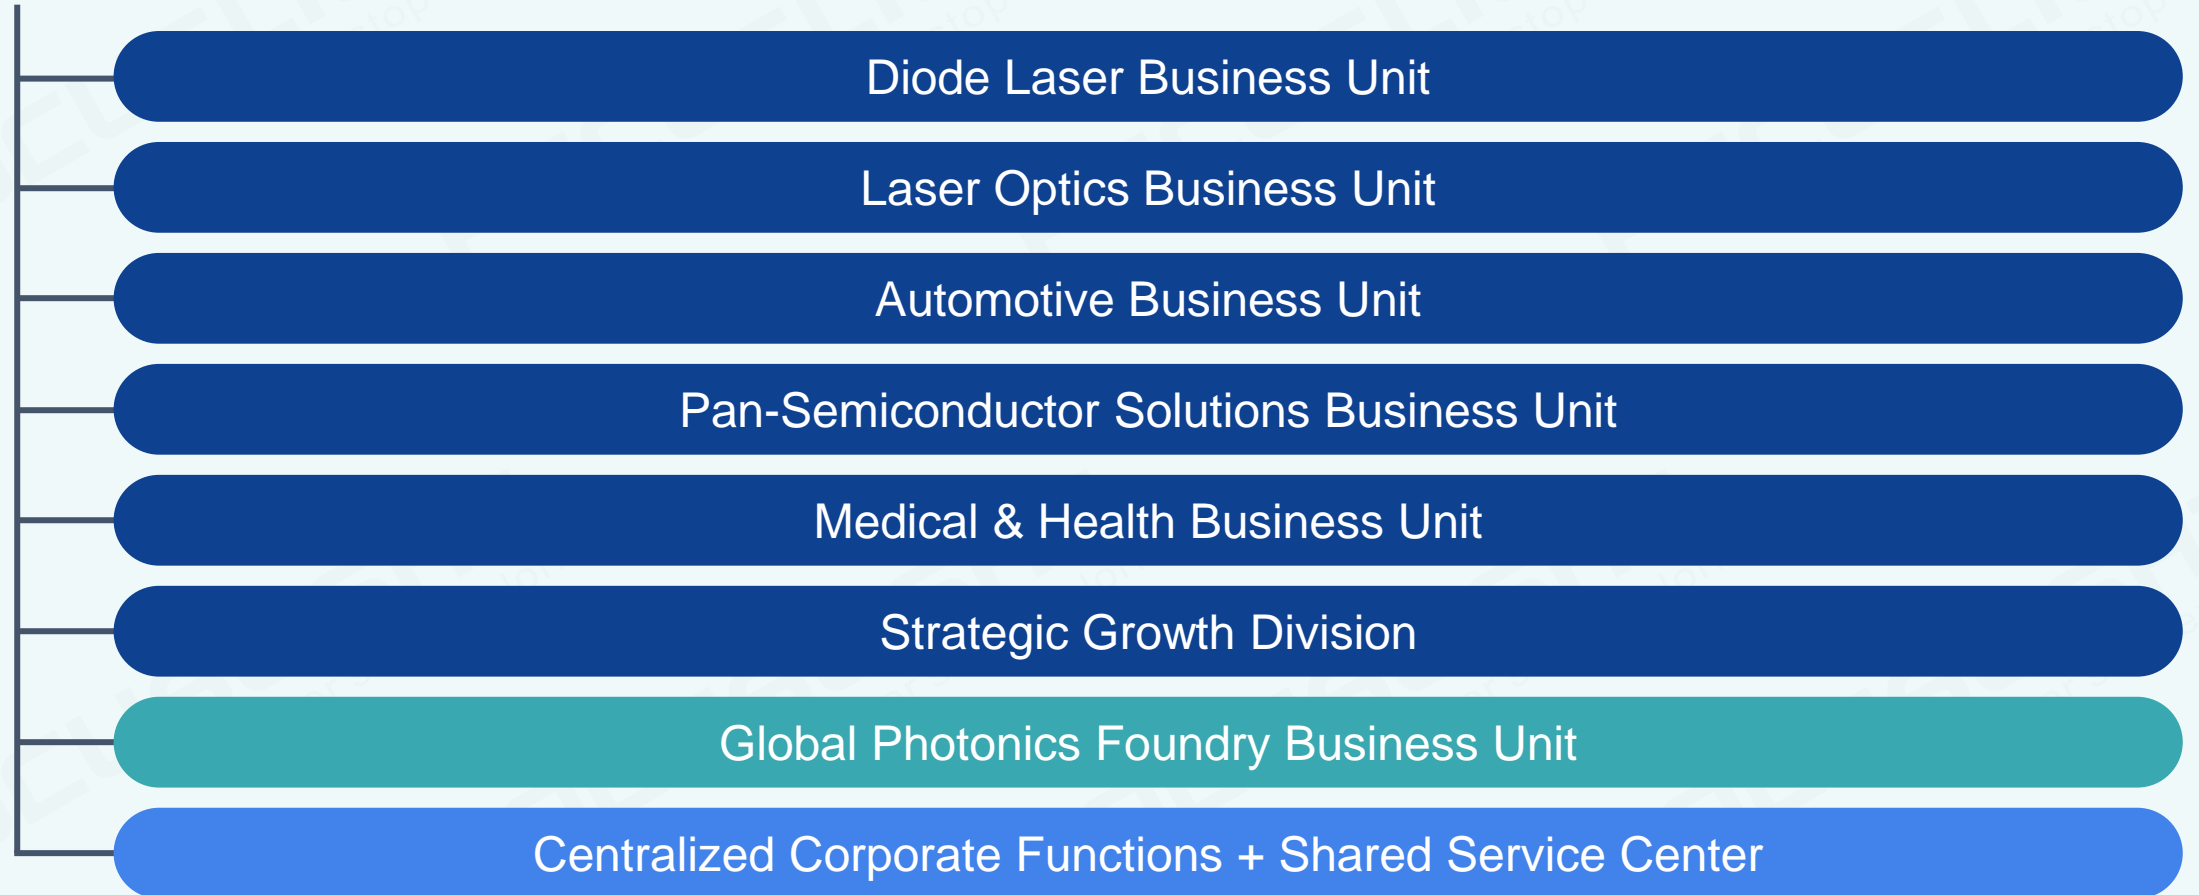 Diode Laser Business Unit
Laser Optics Business Unit
Automotive Business Unit
Pan-Semiconductor Solutions Business Unit
Medical & Health Business Unit
Strategic Growth Division
Global Photonics Foundry Business Unit
Centralized Corporate Functions + Shared Service Center